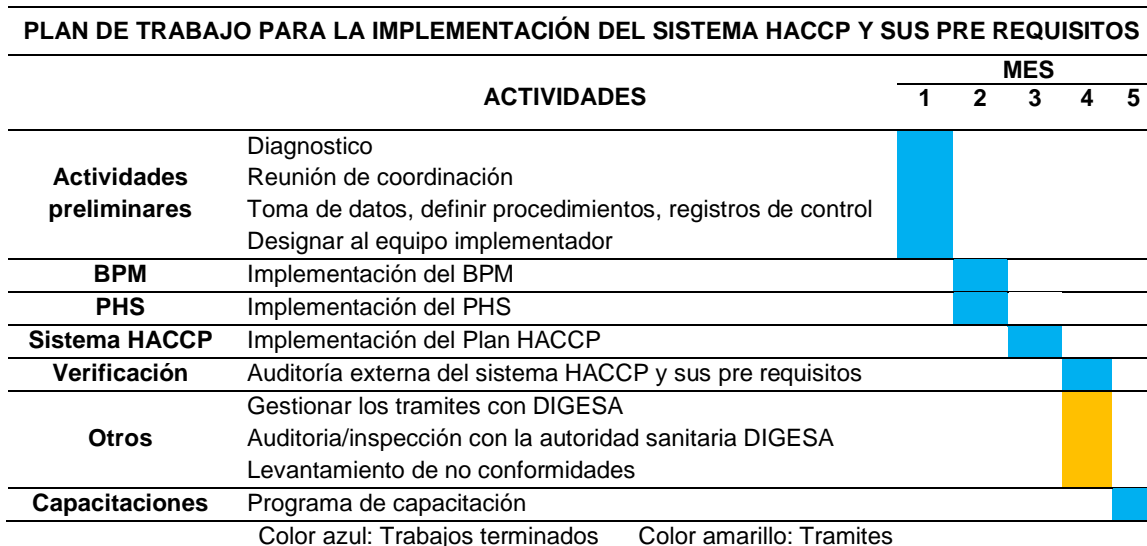 PLAN DE TRABAJO PARA LA IMPLEMENTACIÓN DEL SISTEMA HACCP Y SUS PRE REQUISITOS
ACTIVIDADES MES
1 2 3 4 5
Actividades preliminares
Diagnostico
Reunión de coordinación
Toma de datos, definir procedimientos, registros de control
Designar al equipo implementador
BPM Implementación del BPM
PHS Implementación del PHS
Sistema HACCP Implementación del Plan HACCP
Verificación Auditoría externa del sistema HACCP y sus pre requisitos
Otros
Gestionar los tramites con DIGESA
Auditoria/inspección con la autoridad sanitaria DIGESA
Levantamiento de no conformidades
Capacitaciones Programa de capacitación
Color azul: Trabajos terminados Color amarillo: Tramites